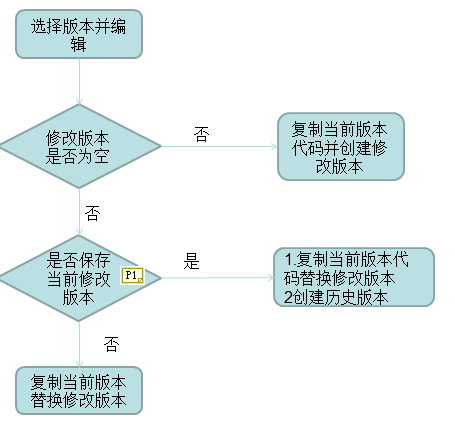 选择版本并编
辑
修改版本
是否为空
否
复制当前版本
代码并创建修
改版本
否
是否保存
当前修改
版本
P1
是
1.复制当前版本代
码替换修改版本
2创建历史版本
否
复制当前版本
替换修改版本